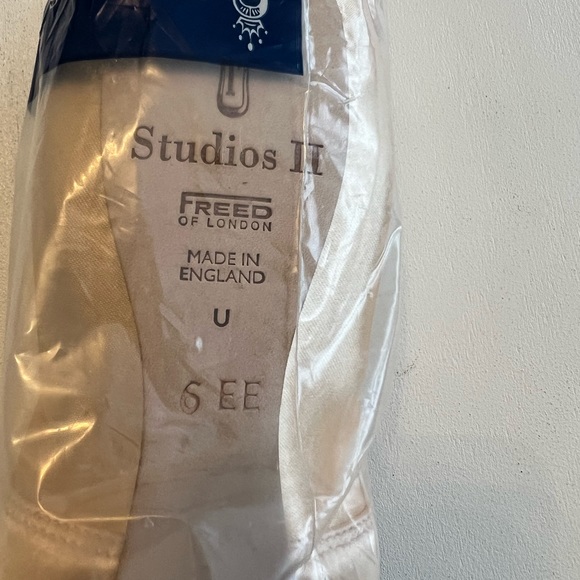 Studios II
FREED
OF LONDON
MADE IN
ENGLAND
U
6 EE